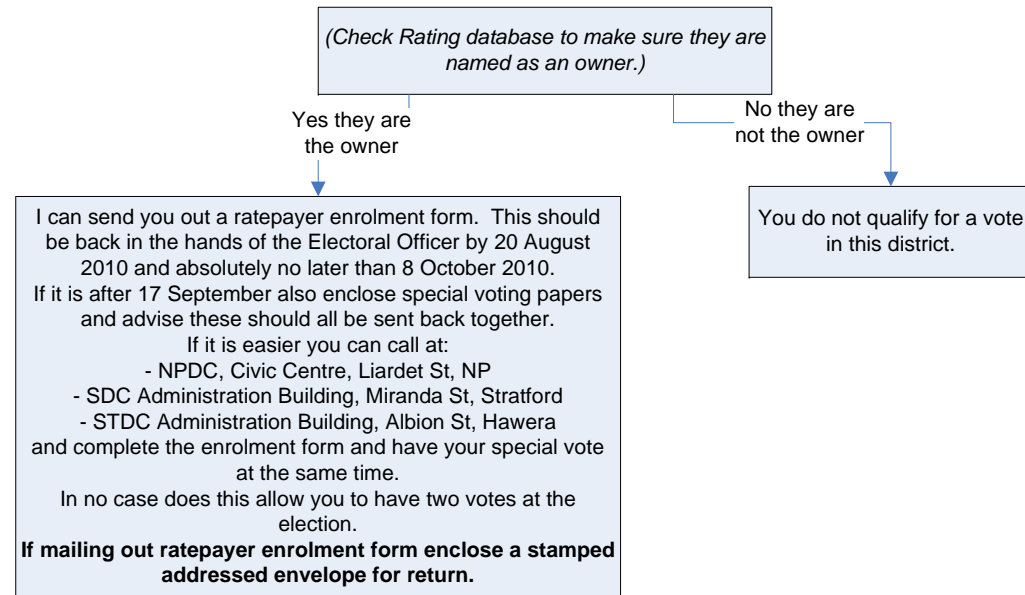 (Check Rating database to make sure they are
named as an owner.)
Yes they are
the owner
No they are
not the owner
I can send you out a ratepayer enrolment form.  This should
be back in the hands of the Electoral Officer by 20 August
2010 and absolutely no later than 8 October 2010.
If it is after 17 September also enclose special voting papers
and advise these should all be sent back together.
If it is easier you can call at:
- NPDC, Civic Centre, Liardet St, NP
- SDC Administration Building, Miranda St, Stratford
- STDC Administration Building, Albion St, Hawera
and complete the enrolment form and have your special vote
at the same time.
In no case does this allow you to have two votes at the
election.
If mailing out ratepayer enrolment form enclose a stamped
addressed envelope for return.
You do not qualify for a vote
in this district.